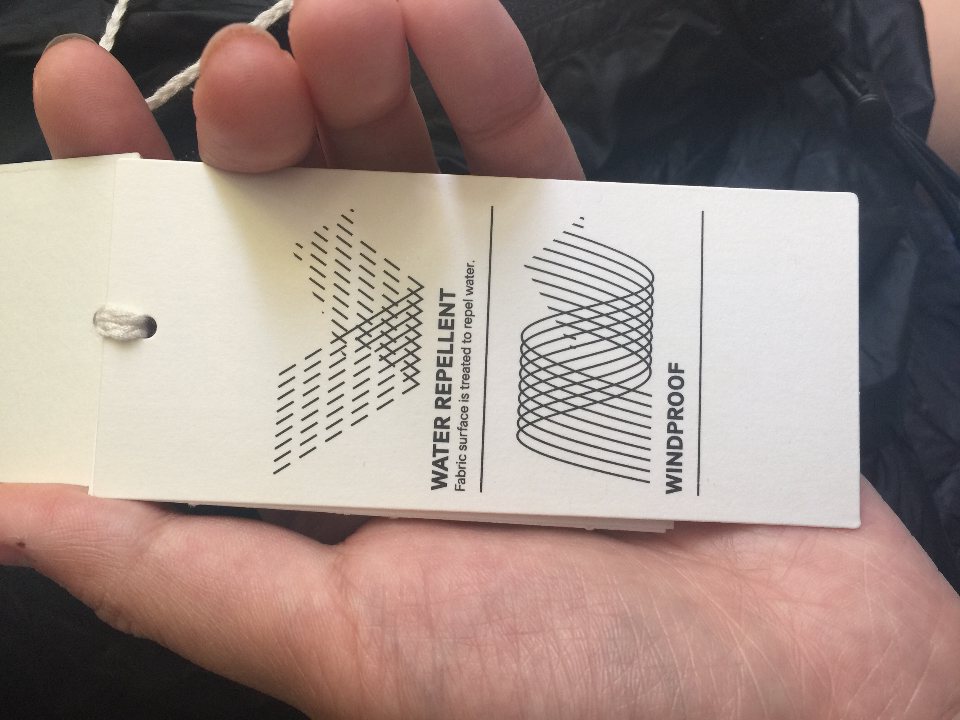 WATER REPELLENT
Fabric surface is treated to repel water.
WINDPROOF